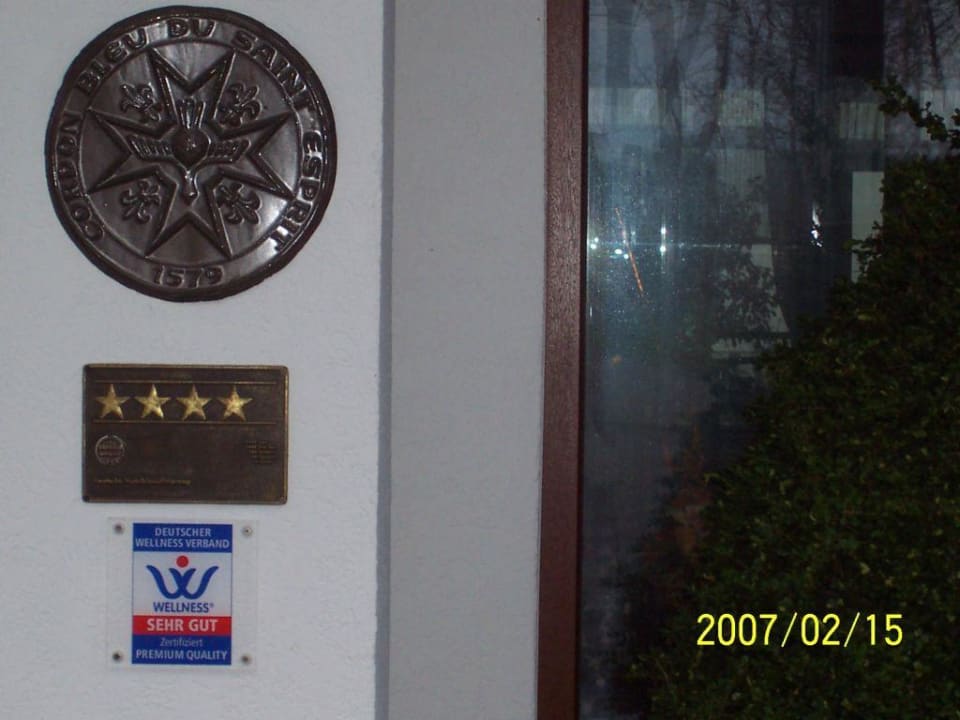 CORDON BLEU DU SAINT ESPRIT
1579
DEUTSCHER
WELLNESS VERBAND
WELLNESS®
SEHR GUT
Zertifiziert
PREMIUM QUALITY
2007/02/15